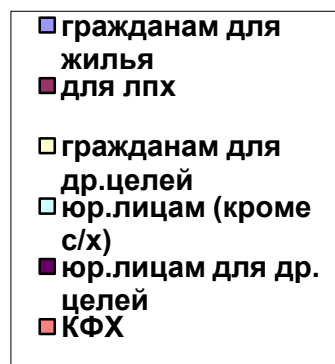 гражданам для
жилья
для лпх
гражданам для
др.целей
юр.лицам (кроме
с/х)
юр.лицам для др.
целей
КФХ